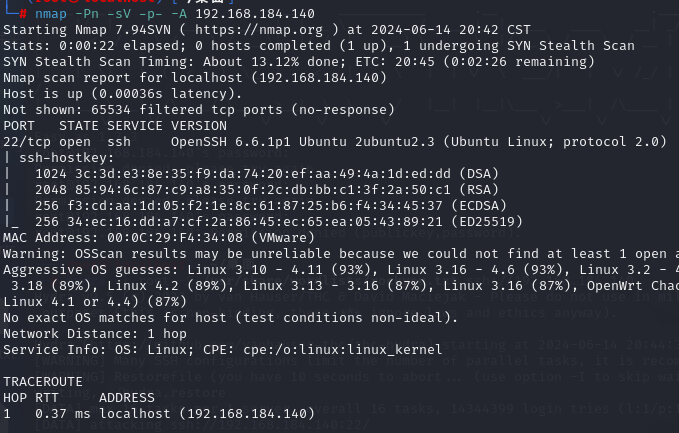 └─# nmap -Pn -sV -p- -A 192.168.184.140
Starting Nmap 7.94SVN ( https://nmap.org ) at 2024-06-14 20:42 CST
Stats: 0:00:22 elapsed; 0 hosts completed (1 up), 1 undergoing SYN Stealth Scan
SYN Stealth Scan Timing: About 13.12% done; ETC: 20:45 (0:02:26 remaining)
Nmap scan report for localhost (192.168.184.140)
Host is up (0.00036s latency).
Not shown: 65534 filtered tcp ports (no-response)
PORT   STATE SERVICE VERSION
22/tcp open  ssh     OpenSSH 6.6.1p1 Ubuntu 2ubuntu2.3 (Ubuntu Linux; protocol 2.0)
| ssh-hostkey:
|   1024 3c:3d:e3:8e:35:f9:da:74:20:ef:aa:49:4a:1d:ed:dd (DSA)
|   2048 85:94:6c:87:c9:a8:35:0f:2c:db:bb:c1:3f:2a:50:c1 (RSA)
|   256 f3:cd:aa:1d:05:f2:1e:8c:61:87:25:b6:f4:34:45:37 (ECDSA)
|_  256 34:ec:16:dd:a7:cf:2a:86:45:ec:65:ea:05:43:89:21 (ED25519)
MAC Address: 00:0C:29:F4:34:08 (VMware)
Warning: OSScan results may be unreliable because we could not find at least 1 open a
Aggressive OS guesses: Linux 3.10 - 4.11 (93%), Linux 3.16 - 4.6 (93%), Linux 3.2 - 4
3.18 (89%), Linux 4.2 (89%), Linux 3.13 - 3.16 (87%), Linux 3.16 (87%), OpenWrt Chao
Linux 4.1 or 4.4) (87%)
No exact OS matches for host (test conditions non-ideal).
Network Distance: 1 hop
Service Info: OS: Linux; CPE: cpe:/o:linux:linux_kernel
TRACEROUTE
HOP RTT     ADDRESS
1   0.37 ms localhost (192.168.184.140)